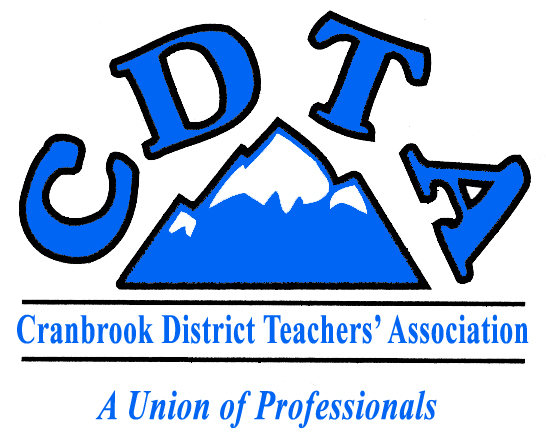 CDTA
Cranbrook District Teachers' Association
A Union of Professionals